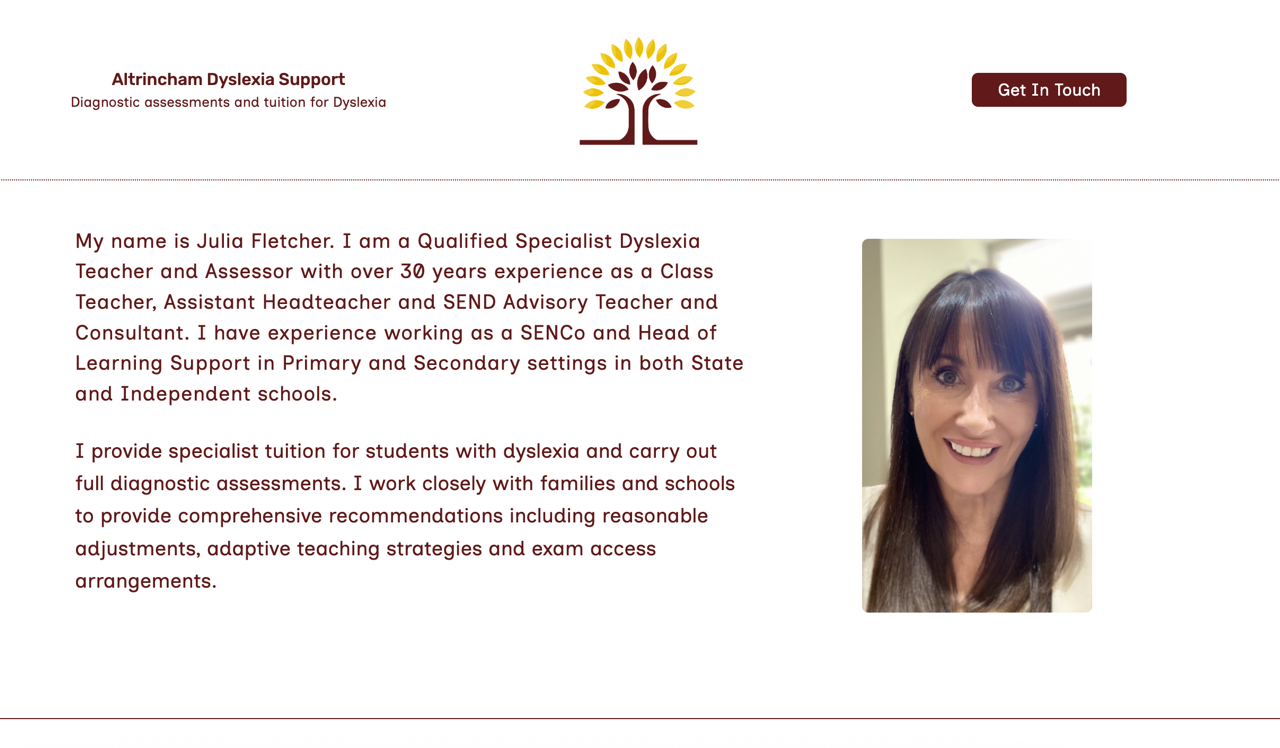 Altrincham Dyslexia Support
Diagnostic assessments and tuition for Dyslexia
Get In Touch
My name is Julia Fletcher. I am a Qualified Specialist Dyslexia
Teacher and Assessor with over 30 years experience as a Class
Teacher, Assistant Headteacher and SEND Advisory Teacher and
Consultant. I have experience working as a SENCo and Head of
Learning Support in Primary and Secondary settings in both State
and Independent schools.
I provide specialist tuition for students with dyslexia and carry out
full diagnostic assessments. I work closely with families and schools
to provide comprehensive recommendations including reasonable
adjustments, adaptive teaching strategies and exam access
arrangements.